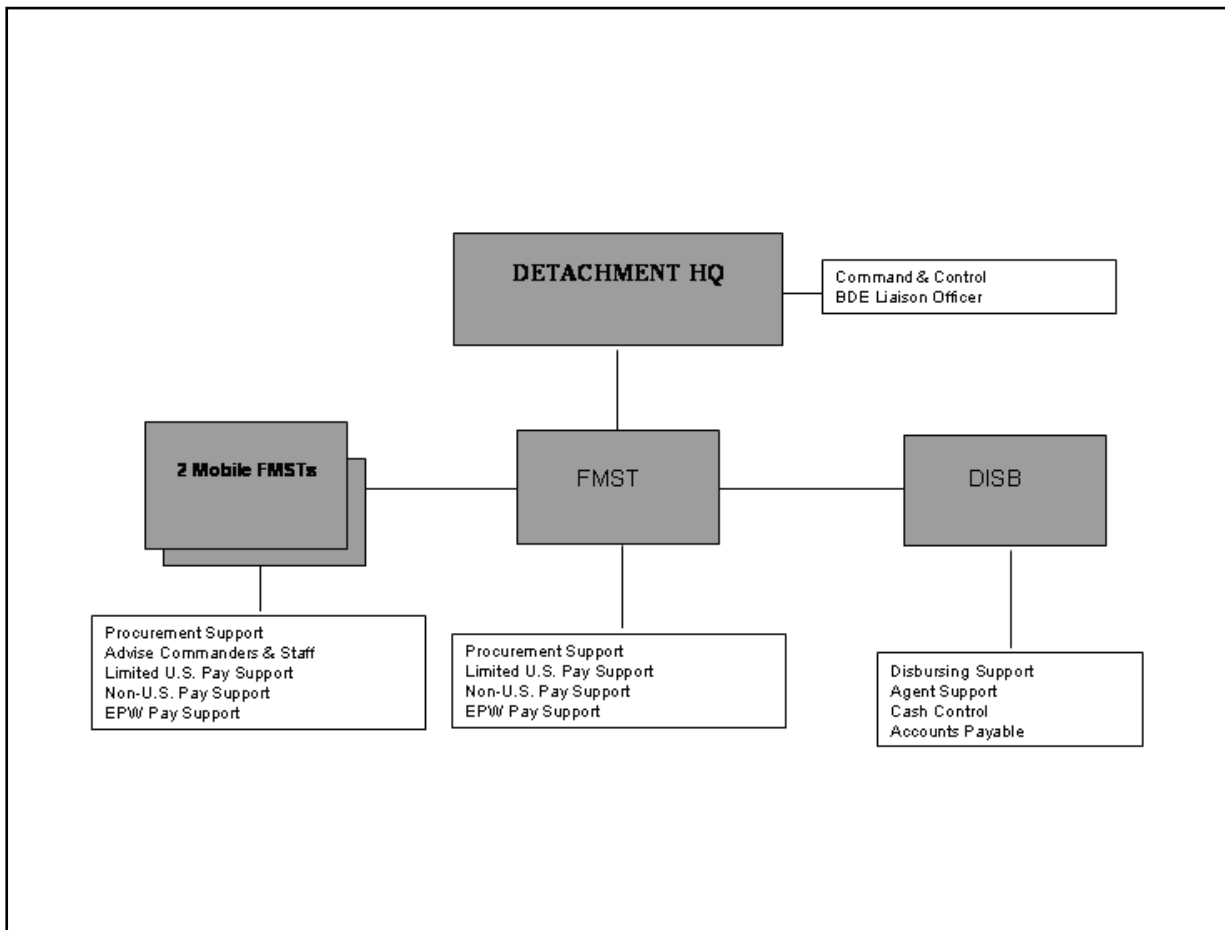 DETACHMENT HQ
Command & Control
BDE Liaison Officer
2 Mobile FMSTs
FMST
DISB
Procurement Support
Advise Commanders & Staff
Limited U.S. Pay Support
Non-U.S. Pay Support
EPW Pay Support
Procurement Support
Limited U.S. Pay Support
Non-U.S. Pay Support
EPW Pay Support
Disbursing Support
Agent Support
Cash Control
Accounts Payable